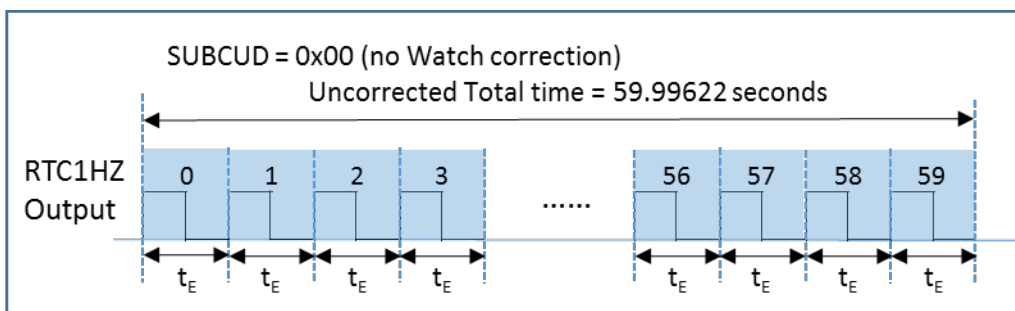 SUBCUD = 0x00 (no Watch correction)
Uncorrected Total time = 59.99622 seconds
RTC1HZ
Output
0 1 2 3 ...... 56 57 58 59
tE tE tE tE tE tE tE tE